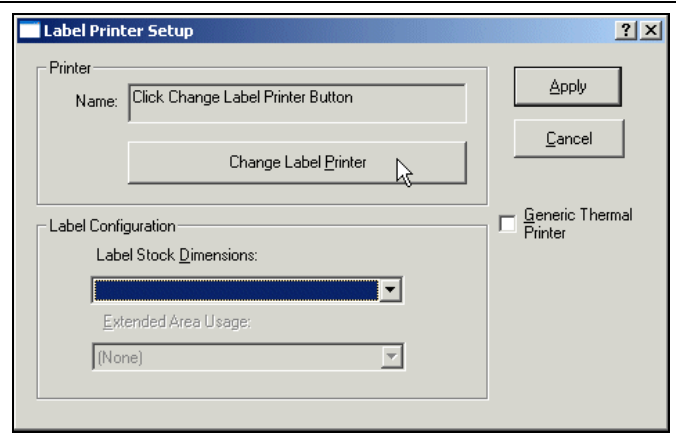 Label Printer Setup
Printer
Name: Click Change Label Printer Button
Change Label Printer
Apply
Cancel
Generic Thermal
Printer
Label Configuration
Label Stock Dimensions:
Extended Area Usage:
(None)